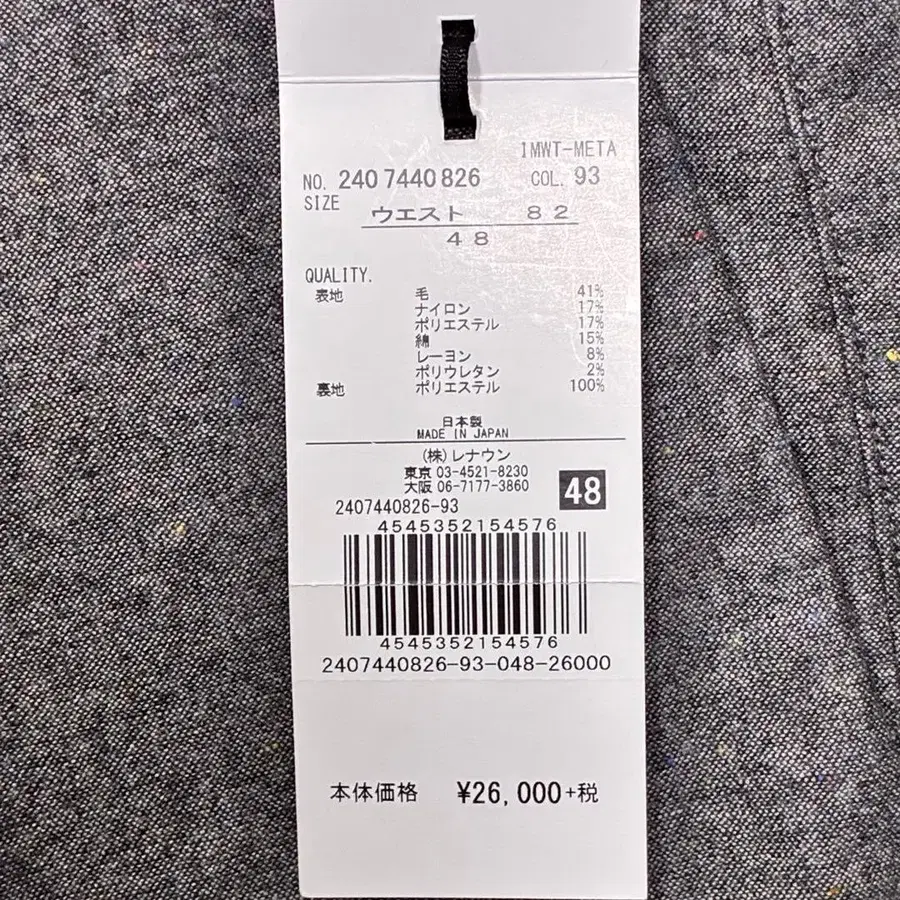 1MWT-META
NO. 2407440826 COL. 93
SIZE
ウエスト 82
48
QUALITY.
表地 毛 41%
ナイロン 17%
ポリエステル 17%
綿 15%
レーヨン 8%
ポリウレタン 2%
裏地 ポリエステル 100%
日本製
MADE IN JAPAN
(株)レナウン
東京 03-4521-8230
大阪 06-7177-3860
48
2407440826-93
4545352154576
4545352154576
2407440826-93-048-26000
本体価格 ¥26,000+税